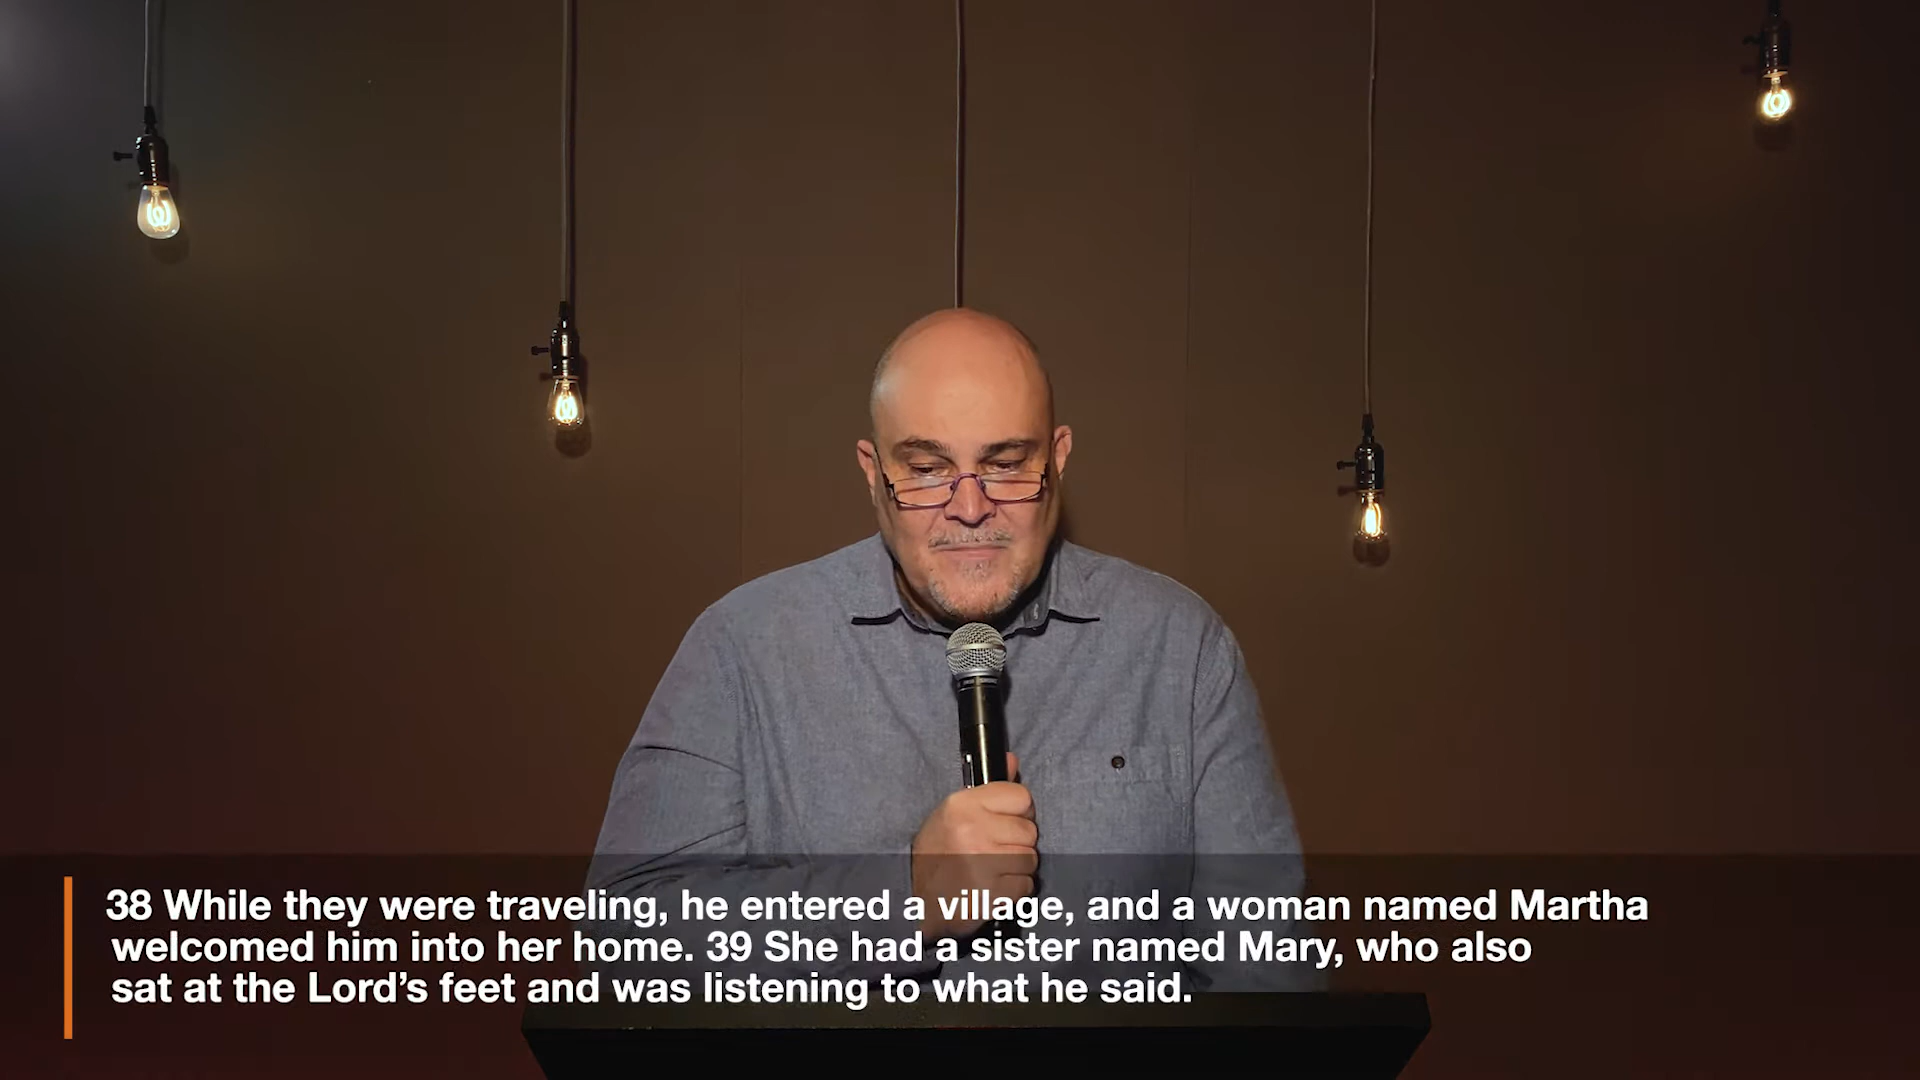 38 While they were traveling, he entered a village, and a woman named Martha
welcomed him into her home. 39 She had a sister named Mary, who also
sat at the Lord’s feet and was listening to what he said.